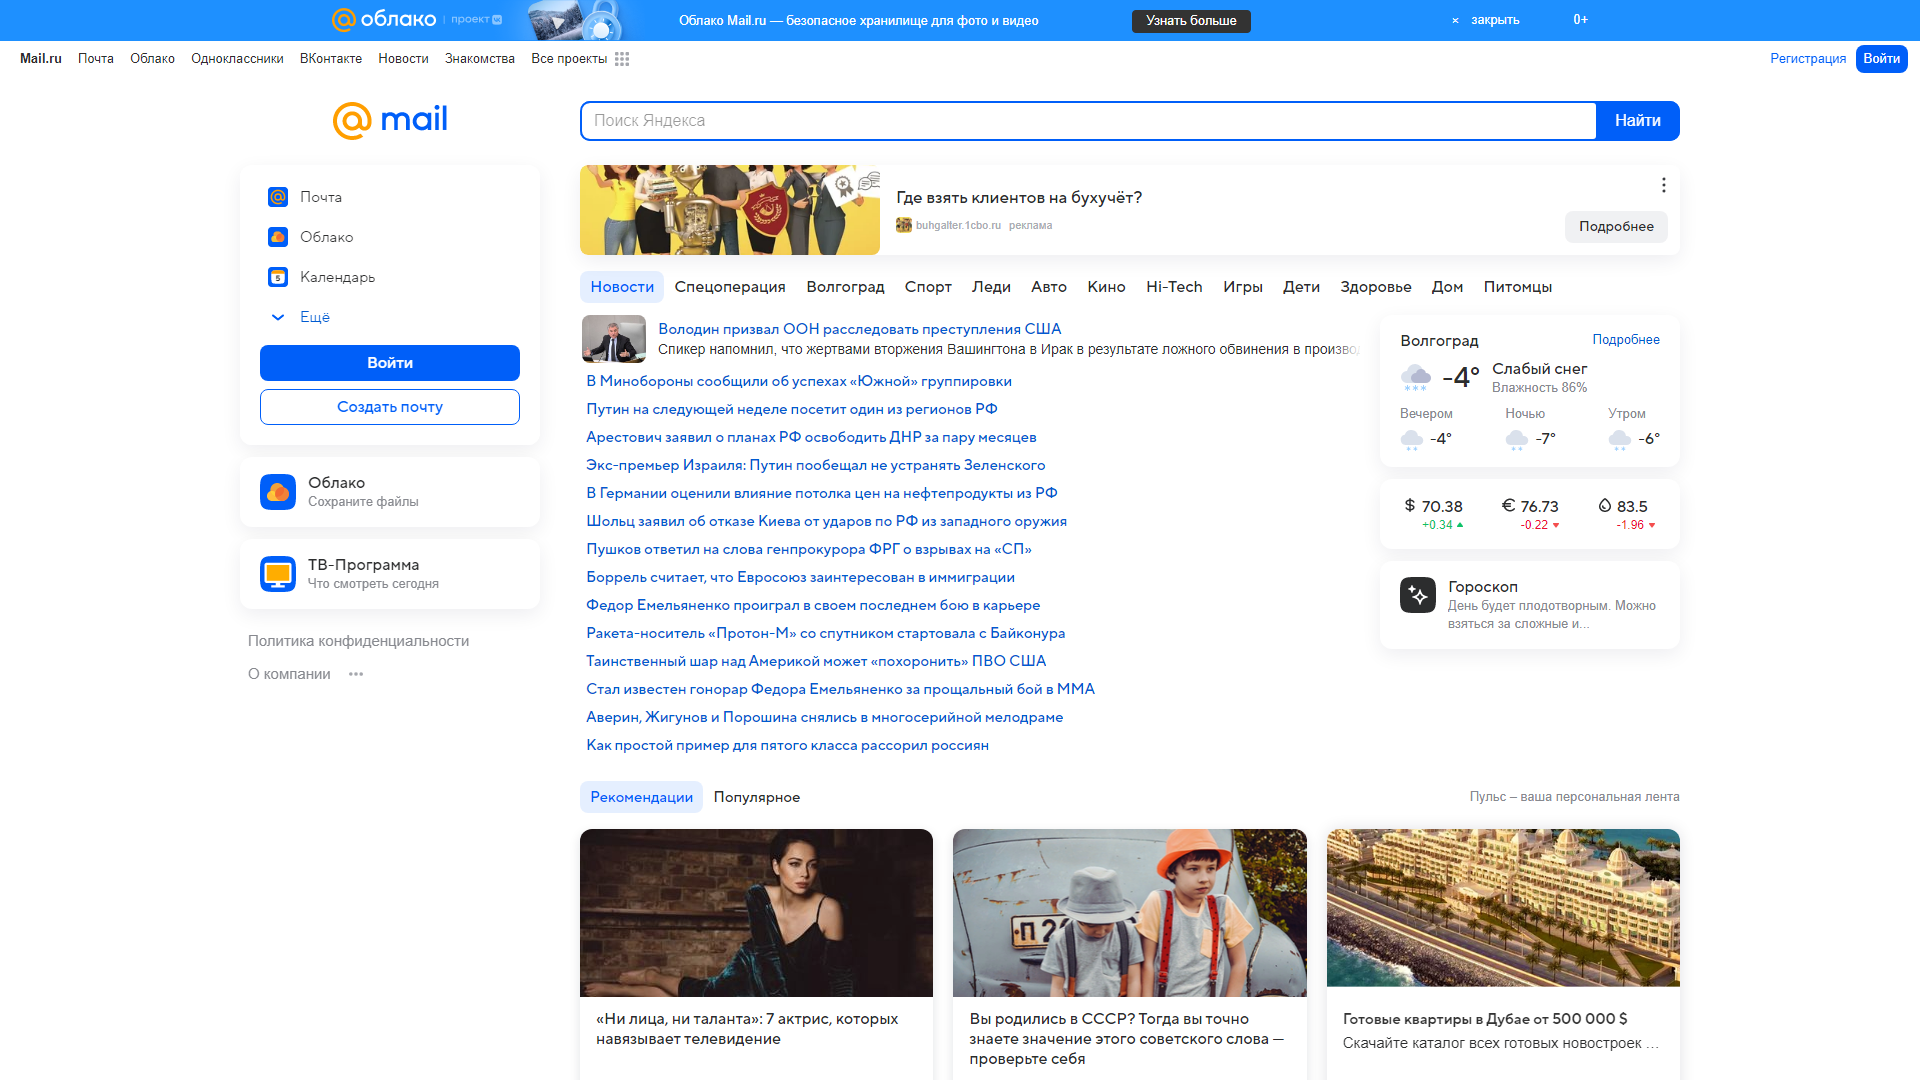 облако проект
Облако Mail.ru — безопасное хранилище для фото и видео
Узнать больше
× закрыть
0+
Mail.ru Почта Облако Одноклассники ВКонтакте Новости Знакомства Все проекты
Регистрация Войти
@mail
Поиск Яндекса
Найти
Почта
Облако
5 Календарь
Ещё
Войти
Создать почту
Облако
Сохраните файлы
ТВ-Программа
Что смотреть сегодня
Политика конфиденциальности
О компании •••
Где взять клиентов на бухучёт?
buhgalter.1cbo.ru реклама
Подробнее
Новости Спецоперация Волгоград Спорт Леди Авто Кино Hi-Tech Игры Дети Здоровье Дом Питомцы
Володин призвал ООН расследовать преступления США
Спикер напомнил, что жертвами вторжения Вашингтона в Ирак в результате ложного обвинения в производ
В Минобороны сообщили об успехах «Южной» группировки
Путин на следующей неделе посетит один из регионов РФ
Арестович заявил о планах РФ освободить ДНР за пару месяцев
Экс-премьер Израиля: Путин пообещал не устранять Зеленского
В Германии оценили влияние потолка цен на нефтепродукты из РФ
Шольц заявил об отказе Киева от ударов по РФ из западного оружия
Пушков ответил на слова генпрокурора ФРГ о взрывах на «СП»
Боррель считает, что Евросоюз заинтересован в иммиграции
Федор Емельяненко проиграл в своем последнем бою в карьере
Ракета-носитель «Протон-М» со спутником стартовала с Байконура
Таинственный шар над Америкой может «похоронить» ПВО США
Стал известен гонорар Федора Емельяненко за прощальный бой в ММА
Аверин, Жигунов и Порошина снялись в многосерийной мелодраме
Как простой пример для пятого класса рассорил россиян
Волгоград Подробнее
-4° Слабый снег
Влажность 86%
Вечером Ночью Утром
-4° -7° -6°
$ 70.38 € 76.73 83.5
+0.34 -0.22 -1.96
Гороскоп
День будет плодотворным. Можно
взяться за сложные и...
Рекомендации Популярное
Пульс – ваша персональная лента
П 2
«Ни лица, ни таланта»: 7 актрис, которых
навязывает телевидение
Вы родились в СССР? Тогда вы точно
знаете значение этого советского слова —
проверьте себя
Готовые квартиры в Дубае от 500 000 $
Скачайте каталог всех готовых новостроек ...